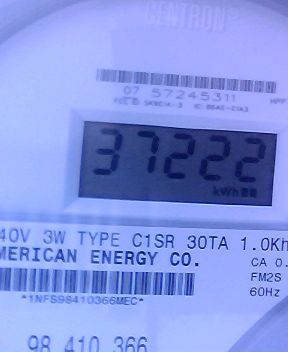 CENTRON®
07 57245311
37222
kWh
40V 3W TYPE C1SR 30TA 1.0Kh
MERICAN ENERGY CO.
CA 0.
FM2S
60Hz
*1NFS98410366MEC*
98 410 366